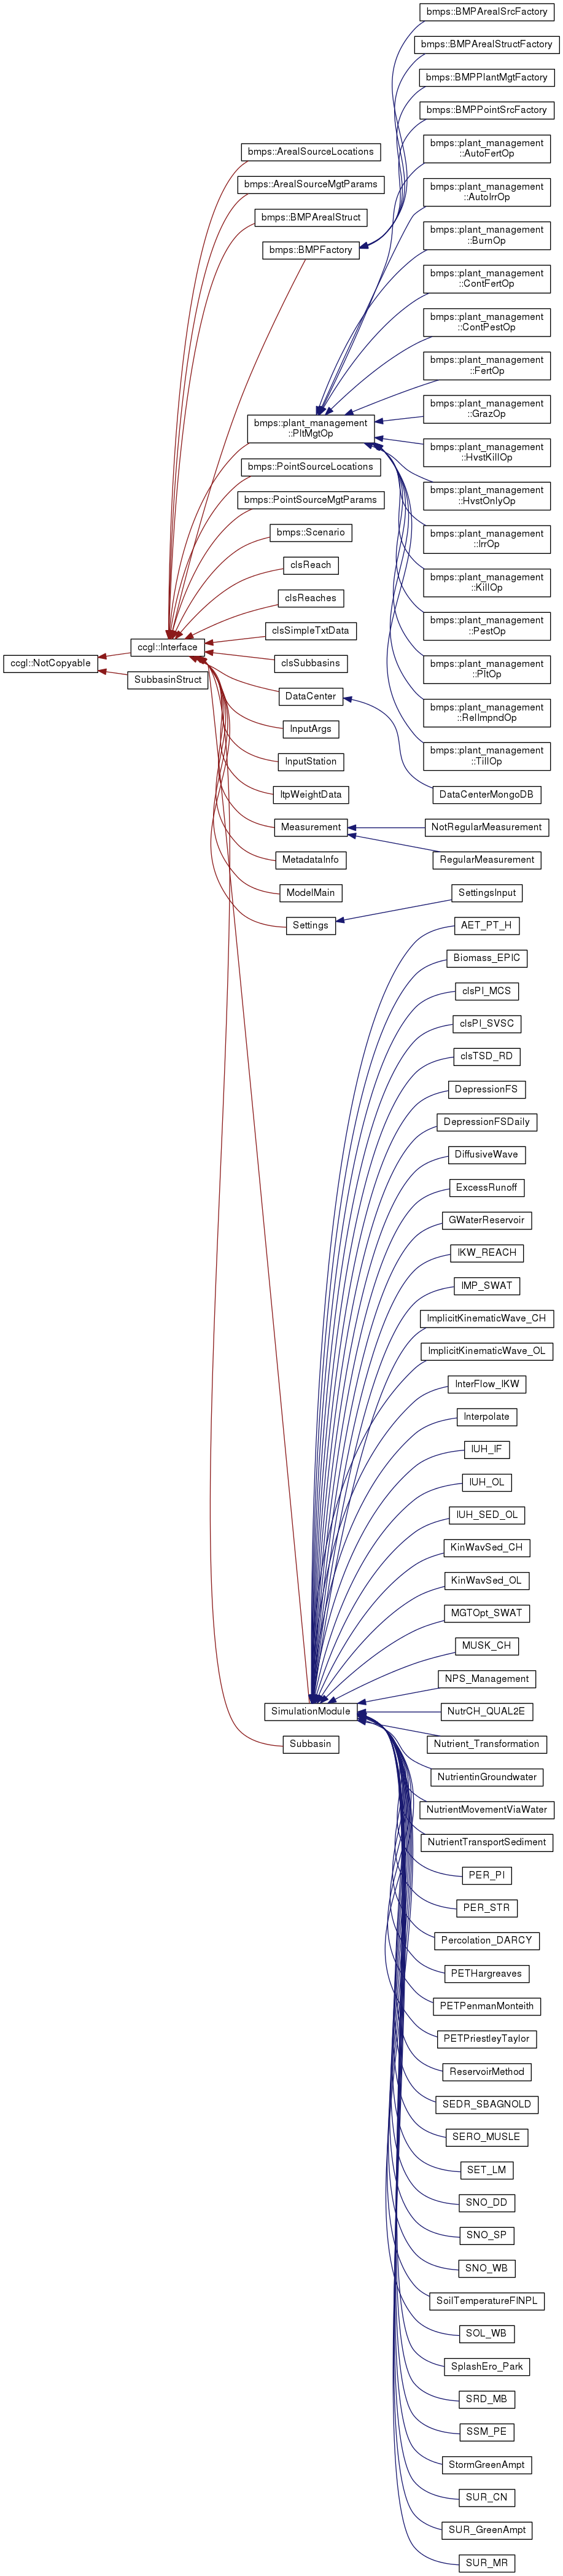 bmps::BMPArealSrcFactory
bmps::BMPArealStructFactory
bmps::BMPPlantMgtFactory
bmps::BMPPointSrcFactory
bmps::plant_management
::AutoFertOp
bmps::ArealSourceLocations
bmps::ArealSourceMgtParams
bmps::plant_management
::AutoIrrOp
bmps::BMPArealStruct
bmps::plant_management
::BurnOp
bmps::BMPFactory
bmps::plant_management
::ContFertOp
bmps::plant_management
::ContPestOp
bmps::plant_management
::FertOp
bmps::plant_management
::GrazOp
bmps::plant_management
::PltMgtOp
bmps::plant_management
::HvstKillOp
bmps::PointSourceLocations
bmps::plant_management
::HvstOnlyOp
bmps::PointSourceMgtParams
bmps::Scenario
bmps::plant_management
::IrrOp
clsReach
bmps::plant_management
::KillOp
clsReaches
bmps::plant_management
::PestOp
clsSimpleTxtData
ccgl::Interface
ccgl::NotCopyable
clsSubbasins
bmps::plant_management
::PltOp
SubbasinStruct
DataCenter
bmps::plant_management
::RelImpndOp
InputArgs
bmps::plant_management
::TillOp
InputStation
ItpWeightData
DataCenterMongoDB
Measurement
NotRegularMeasurement
MetadataInfo
RegularMeasurement
ModelMain
SettingsInput
Settings
AET_PT_H
Biomass_EPIC
clsPI_MCS
clsPI_SVSC
clsTSD_RD
DepressionFS
DepressionFSDaily
DiffusiveWave
ExcessRunoff
GWaterReservoir
IKW_REACH
IMP_SWAT
ImplicitKinematicWave_CH
ImplicitKinematicWave_OL
InterFlow_IKW
Interpolate
IUH_IF
IUH_OL
IUH_SED_OL
KinWavSed_CH
KinWavSed_OL
MGTOpt_SWAT
MUSK_CH
NPS_Management
SimulationModule
NutrCH_QUAL2E
Subbasin
Nutrient_Transformation
NutrientinGroundwater
NutrientMovementViaWater
NutrientTransportSediment
PER_PI
PER_STR
Percolation_DARCY
PETHargreaves
PETPenmanMonteith
PETPriestleyTaylor
ReservoirMethod
SEDR_SBAGNOLD
SERO_MUSLE
SET_LM
SNO_DD
SNO_SP
SNO_WB
SoilTemperatureFINPL
SOL_WB
SplashEro_Park
SRD_MB
SSM_PE
StormGreenAmpt
SUR_CN
SUR_GreenAmpt
SUR_MR